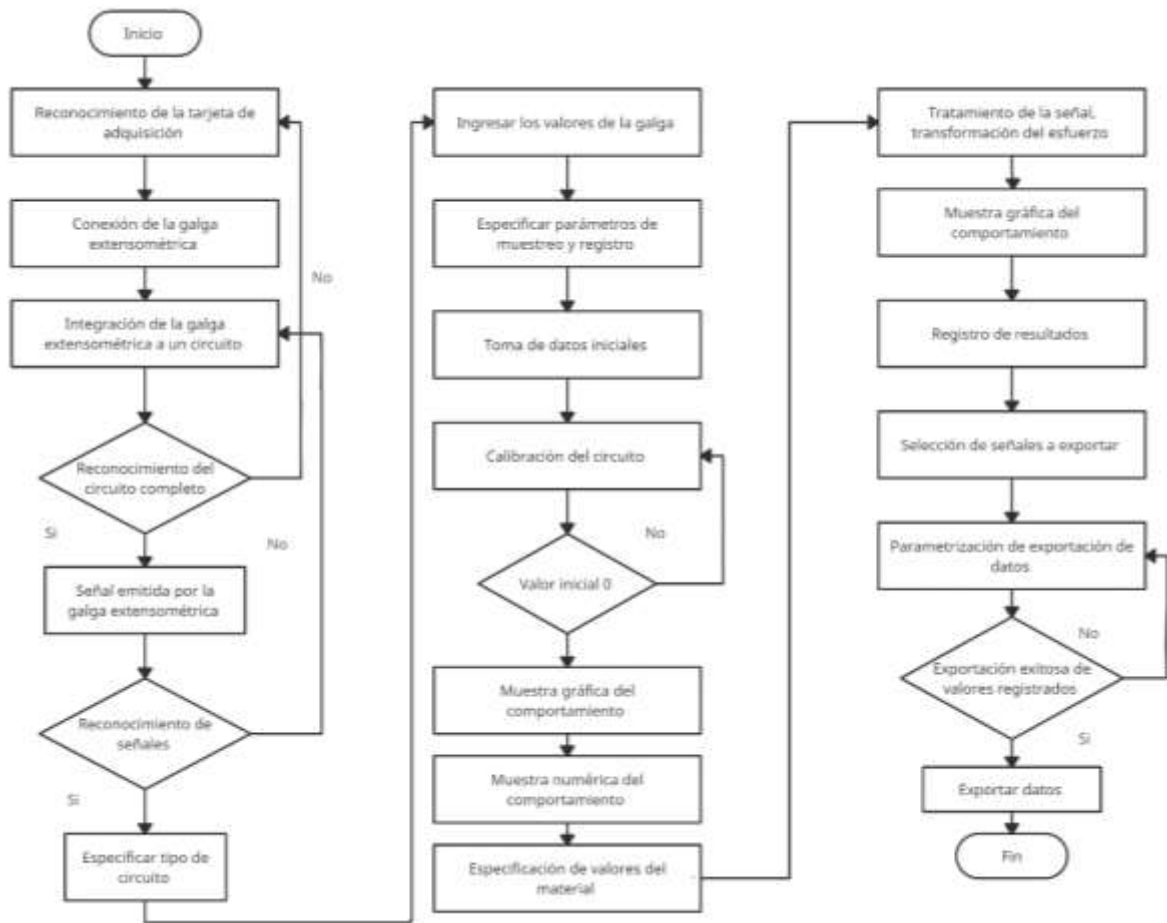 Inicio
Reconocimiento de la tarjeta de
adquisición
Conexión de la galga
extensométrica
No
Integración de la galga
extensométrica a un circuito
Reconocimiento del
circuito completo
Si
No
Señal emitida por la
galga extensométrica
Reconocimiento de
señales
Si
Especificar tipo de
circuito
Ingresar los valores de la galga
Especificar parámetros de
muestreo y registro
Toma de datos iniciales
Calibración del circuito
No
Valor inicial 0
Muestra gráfica del
comportamiento
Muestra numérica del
comportamiento
Especificación de valores del
material
Tratamiento de la señal,
transformación del esfuerzo
Muestra gráfica del
comportamiento
Registro de resultados
Selección de señales a exportar
Parametrización de exportación de
datos
No
Exportación exitosa de
valores registrados
Si
Exportar datos
Fin